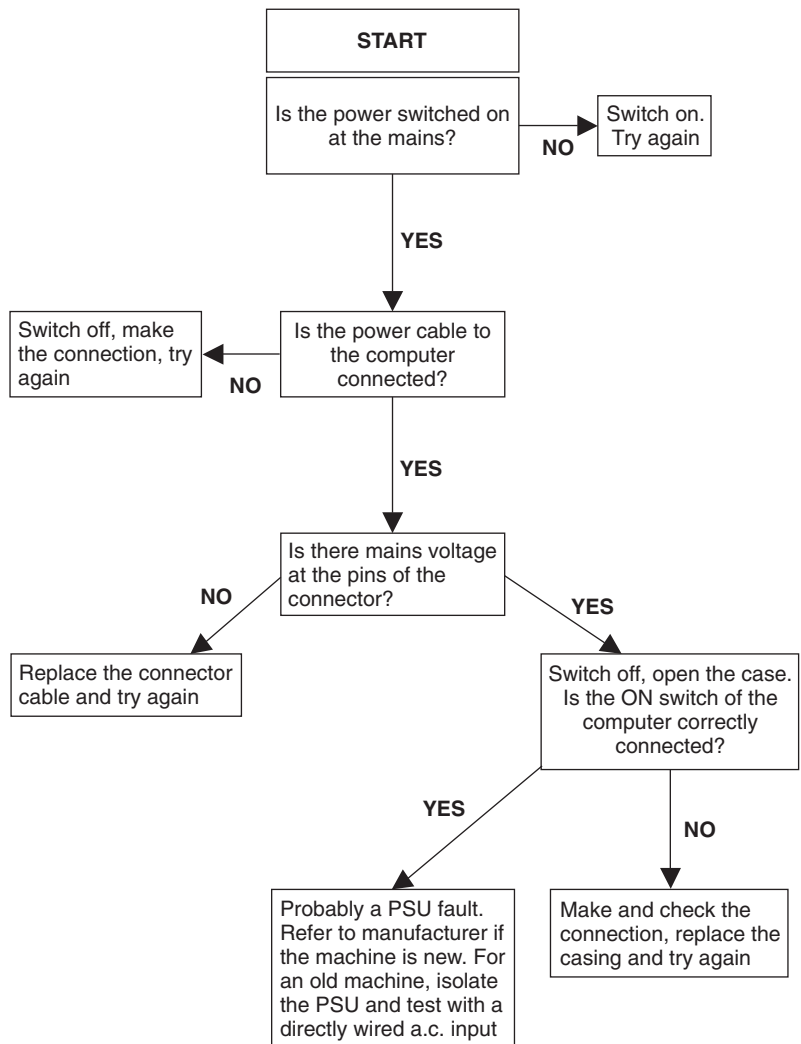 START
Is the power switched on
at the mains?
NO
Switch on.
Try again
YES
Switch off, make
the connection, try
again
NO
Is the power cable to
the computer
connected?
YES
Is there mains voltage
at the pins of the
connector?
NO
YES
Replace the connector
cable and try again
Switch off, open the case.
Is the ON switch of the
computer correctly
connected?
YES
NO
Probably a PSU fault.
Refer to manufacturer if
the machine is new. For
an old machine, isolate
the PSU and test with a
directly wired a.c. input
Make and check the
connection, replace the
casing and try again